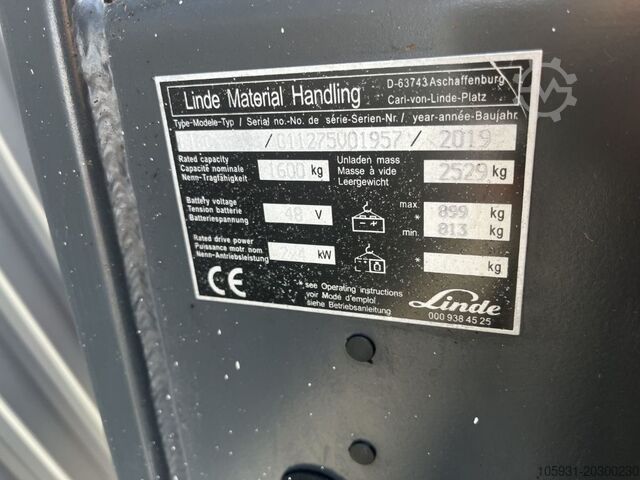 Linde Material Handling
D-63743 Aschaffenburg
Carl-von-Linde-Platz
Type-Modele-Typ / Serial no.-No. de série-Serien-Nr./ year-année-Baujahr
/ G11275V01957 / 2019
Rated capacity
Capacité nominale
Nenn-Tragfähigkeit
1600 kg
Unladen mass
Masse à vide
Leergewicht
2529 kg
Battery voltage
Tension batterie
Batteriespannung
48 V
max. * 899 kg
min. 813 kg
Rated drive power
Puissance motr. nom.
Nenn-Antriebsleistung
kW
* kg
CE
* see Operating instructions
voir Mode d'emploi
siehe Betriebsanleitung
Linde
000 938 45 25
105931-20300230